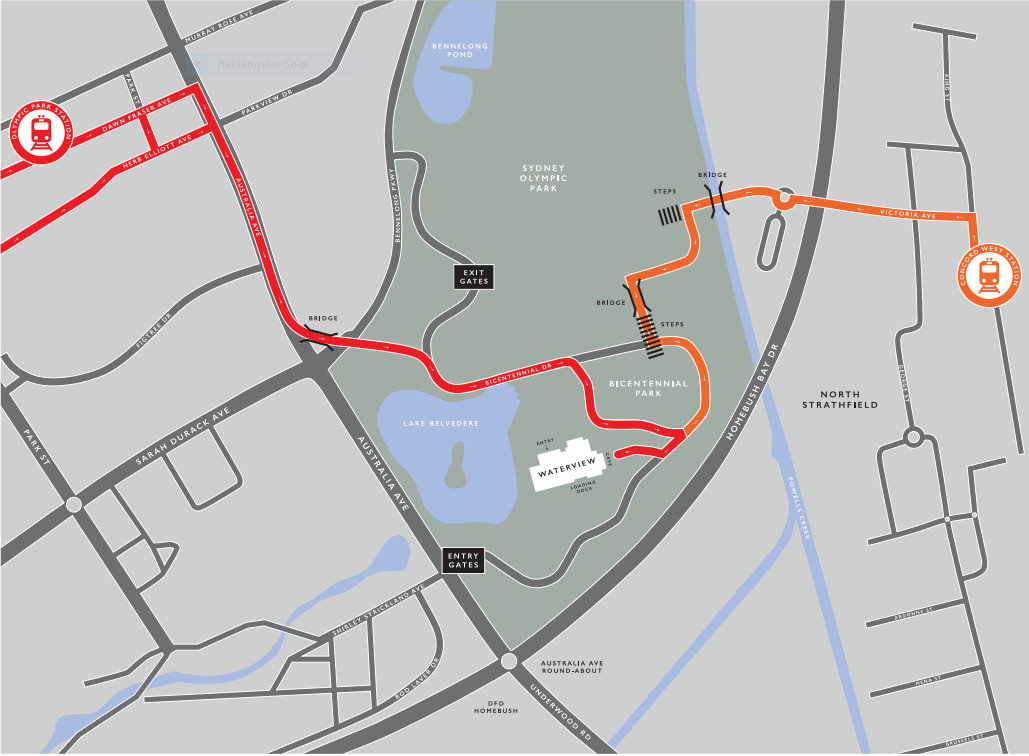 MURRAY ROSE AVE
BENNELONG
POND
Rectangular Snip
PARK ST
PARKVIEW DR
KING ST
OLYMPIC PARK STATION
DAWN FRASER AVE
HERB ELLIOTT AVE
SYDNEY
OLYMPIC
PARK
BRIDGE
STEPS
AUSTRALIA AVE
BENNELONG PKWY
VICTORIA AVE
CONCORD WEST STATION
EXIT
GATES
BRIDGE
BRIDGE
STEPS
FIGTREE DR
BICENTENNIAL DR
BICENTENNIAL
PARK
HOMEBUSH BAY DR
GEORGE ST
NORTH
STRATHFIELD
LAKE BELVEDERE
SARAH DURACK AVE
PARK ST
AUSTRALIA AVE
ENTRY
WATERVIEW
CAFE
LOADING
DOCK
POWELLS CREEK
ENTRY
GATES
SHIRLEY STRICKLAND AVE
ARGONNE ST
ROD LAVER DR
AUSTRALIA AVE
ROUND-ABOUT
MENA ST
UNDERWOOD RD
DFO
HOMEBUSH
BRUSSELS ST